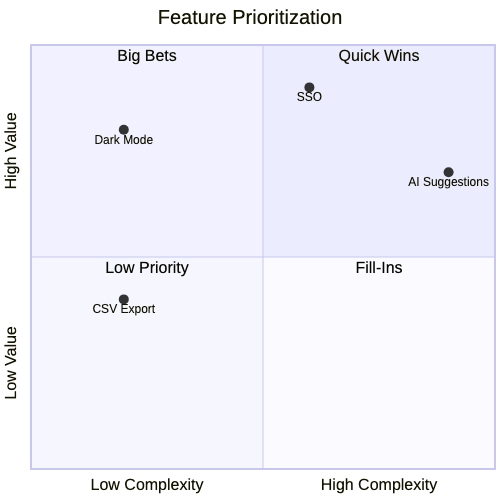 Feature Prioritization
Big Bets
Quick Wins
SSO
Dark Mode
AI Suggestions
High Value
Low Priority
Fill-Ins
CSV Export
Low Value
Low Complexity
High Complexity